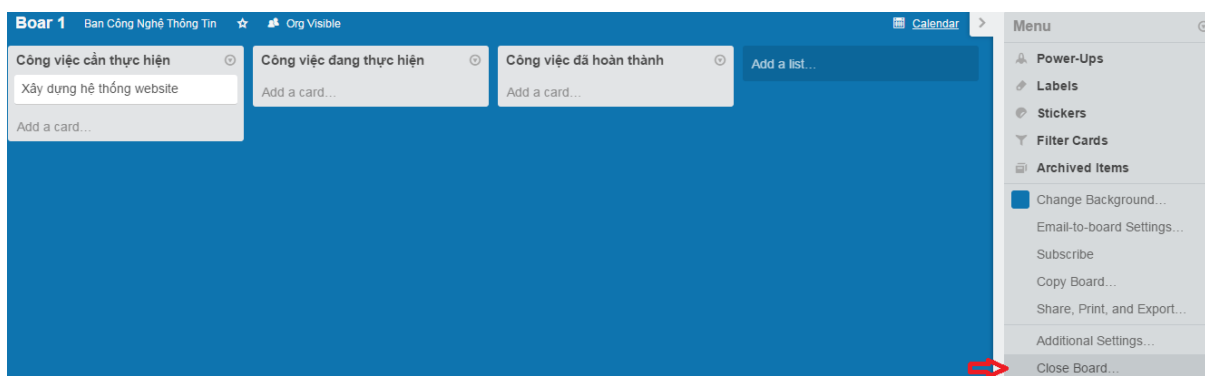 Boar 1 Ban Công Nghệ Thông Tin Org Visible Calendar
Công việc cần thực hiện
Xây dựng hệ thống website
Add a card...
Công việc đang thực hiện
Add a card...
Công việc đã hoàn thành
Add a card...
Add a list...
Menu
Power-Ups
Labels
Stickers
Filter Cards
Archived Items
Change Background...
Email-to-board Settings...
Subscribe
Copy Board...
Share, Print, and Export...
Additional Settings...
Close Board...